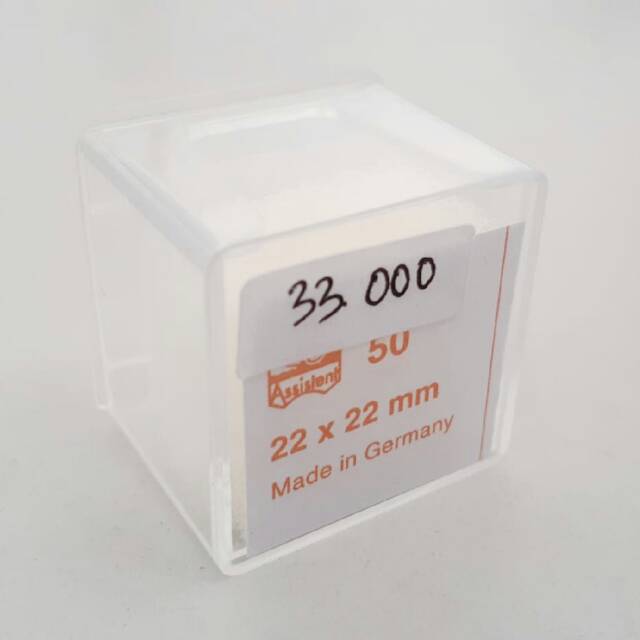 33.000
50
Assistent
22 x 22 mm
Made in Germany